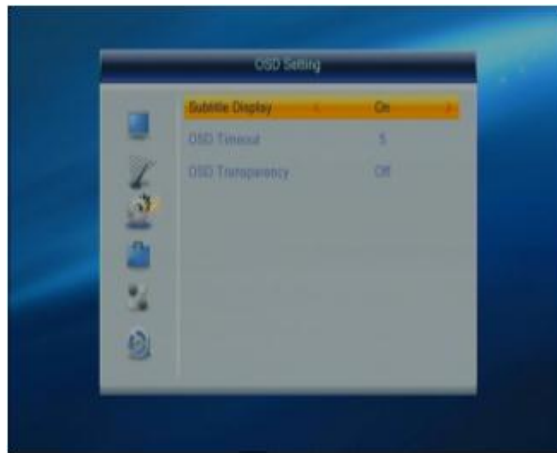 OSD Setting
Subtitle Display On
OSD Timeout 5
OSD Transparency Off